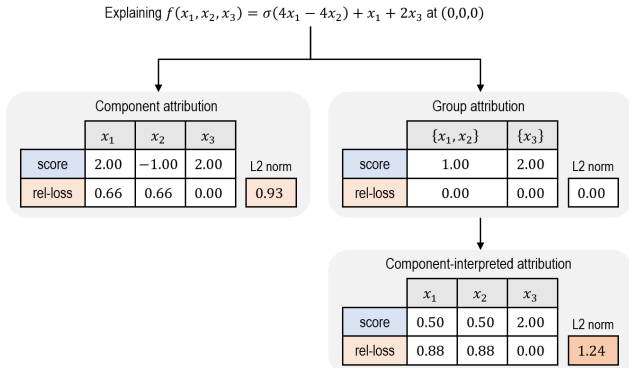 Explaining f(x₁, x₂, x₃) = σ(4x₁ − 4x₂) + x₁ + 2x₃ at (0,0,0)
Component attribution
x₁ x₂ x₃
score 2.00 −1.00 2.00 L2 norm
rel-loss 0.66 0.66 0.00 0.93
Group attribution
{x₁, x₂} {x₃}
score 1.00 2.00 L2 norm
rel-loss 0.00 0.00 0.00
Component-interpreted attribution
x₁ x₂ x₃
score 0.50 0.50 2.00 L2 norm
rel-loss 0.88 0.88 0.00 1.24